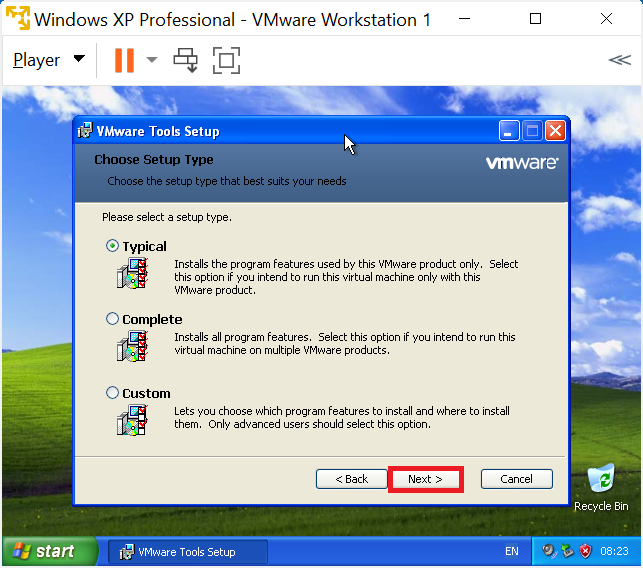 Windows XP Professional - VMware Workstation 1
Player
VMware Tools Setup
Choose Setup Type
Choose the setup type that best suits your needs
vmware
Please select a setup type.
Typical
Installs the program features used by this VMware product only. Select
this option if you intend to run this virtual machine only with this
VMware product.
Complete
Installs all program features. Select this option if you intend to run this
virtual machine on multiple VMware products.
Custom
Lets you choose which program features to install and where to install
them. Only advanced users should select this option.
< Back Next > Cancel
Recycle Bin
start VMware Tools Setup EN 08:23